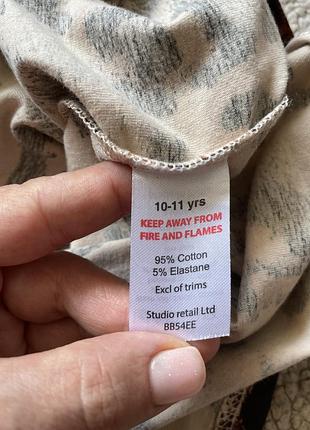 10-11 yrs
KEEP AWAY FROM
FIRE AND FLAMES
95% Cotton
5% Elastane
Excl of trims
Studio retail Ltd
BB54EE